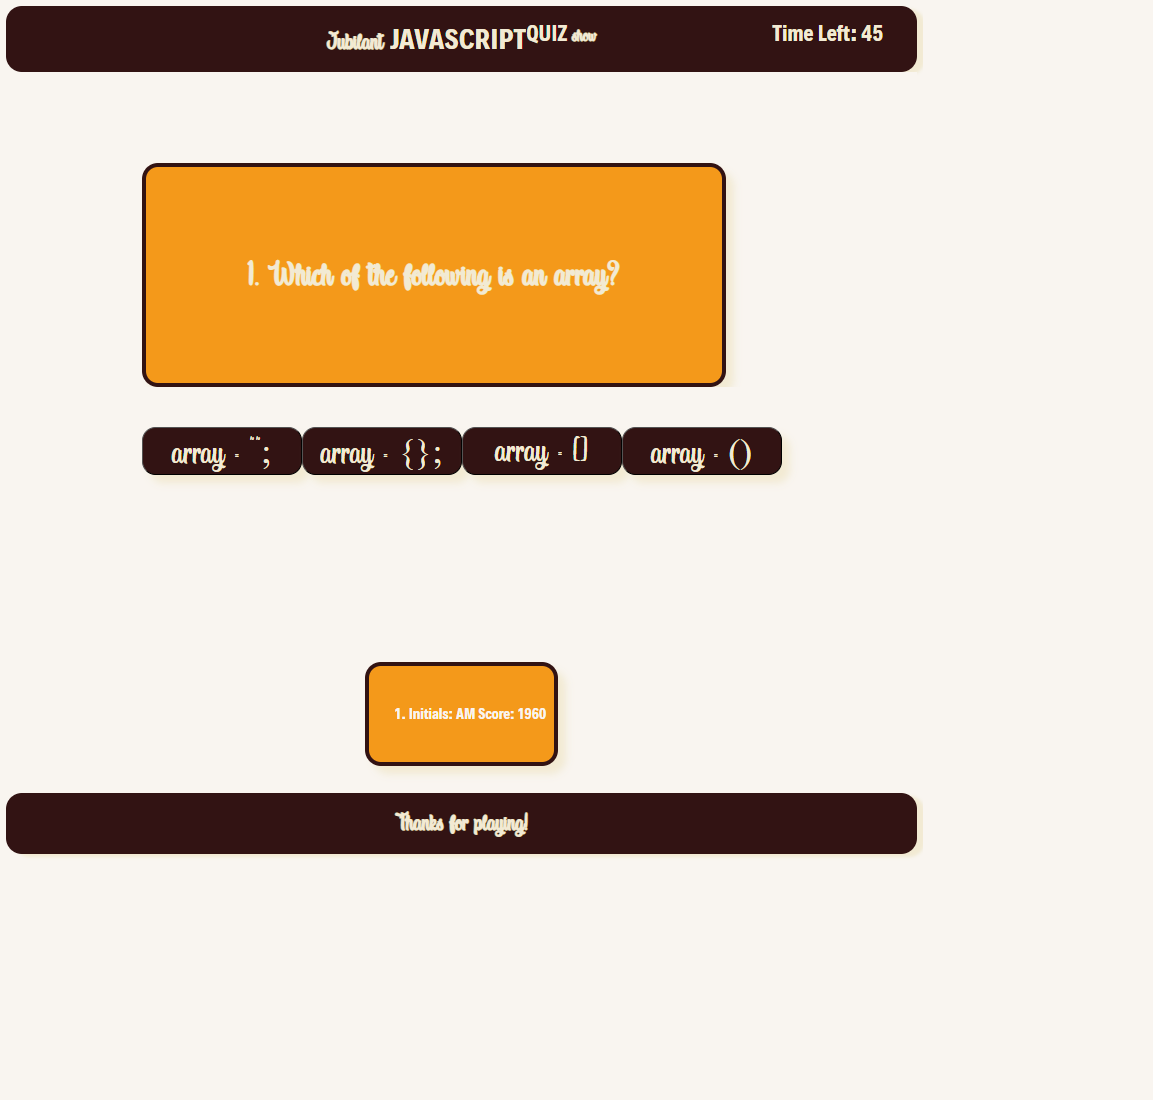 Jubilant JAVASCRIPT QUIZ show
Time Left: 45
1. Which of the following is an array?
array = "";
array = {};
array = []
array = ()
1. Initials: AM Score: 1960
Thanks for playing!